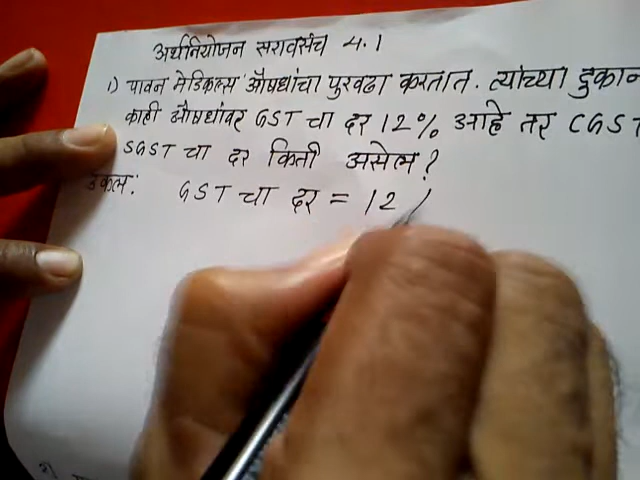 अर्थनियोजन सरावसंच 4.1
1) पावन मेडिकल्स औषधांचा पुरवठा करतात. त्यांच्या दुकान
काही औषधांवर GST चा दर 12% आहे तर CGST
SGST चा दर किती असेल?
उकल: GST चा दर = 12